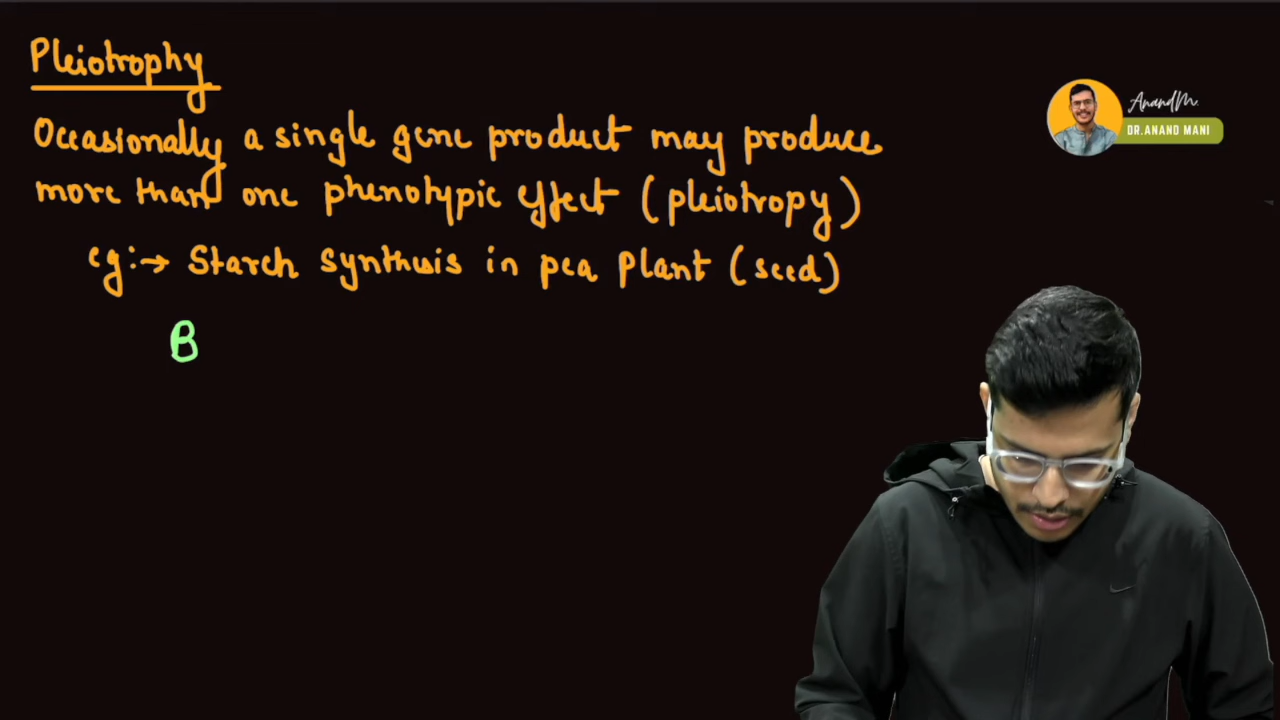 Pleiotrophy
Occasionally a single gene product may produce
more than one phenotypic effect (pleiotropy)
eg:→ Starch synthesis in pea plant (seed)
B
AnandM.
DR.ANAND MANI